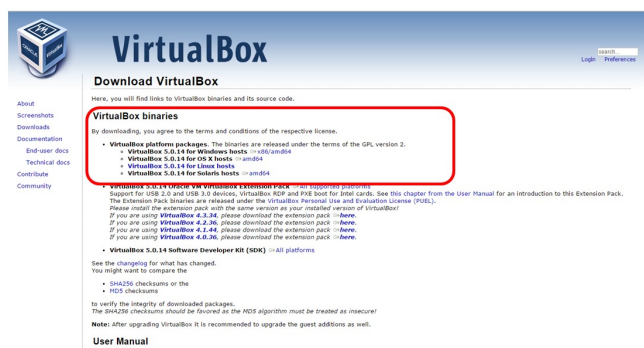 ORACLE
VM
VirtualBox
VirtualBox
search...
Login Preferences
Download VirtualBox
About
Screenshots
Downloads
Documentation
End-user docs
Technical docs
Contribute
Community
Here, you will find links to VirtualBox binaries and its source code.
VirtualBox binaries
By downloading, you agree to the terms and conditions of the respective license.
• VirtualBox platform packages. The binaries are released under the terms of the GPL version 2.
VirtualBox 5.0.14 for Windows hosts x86/amd64
VirtualBox 5.0.14 for OS X hosts amd64
VirtualBox 5.0.14 for Linux hosts
VirtualBox 5.0.14 for Solaris hosts amd64
• VirtualBox 5.0.14 Oracle VM VirtualBox Extension Pack All supported platforms
Support for USB 2.0 and USB 3.0 devices, VirtualBox RDP and PXE boot for Intel cards. See this chapter from the User Manual for an introduction to this Extension Pack.
The Extension Pack binaries are released under the VirtualBox Personal Use and Evaluation License (PUEL).
Please install the extension pack with the same version as your installed version of VirtualBox!
If you are using VirtualBox 4.3.34, please download the extension pack here.
If you are using VirtualBox 4.2.36, please download the extension pack here.
If you are using VirtualBox 4.1.44, please download the extension pack here.
If you are using VirtualBox 4.0.36, please download the extension pack here.
• VirtualBox 5.0.14 Software Developer Kit (SDK) All platforms
See the changelog for what has changed.
You might want to compare the
• SHA256 checksums or the
• MD5 checksums
to verify the integrity of downloaded packages.
The SHA256 checksums should be favored as the MD5 algorithm must be treated as insecure!
Note: After upgrading VirtualBox it is recommended to upgrade the guest additions as well.
User Manual